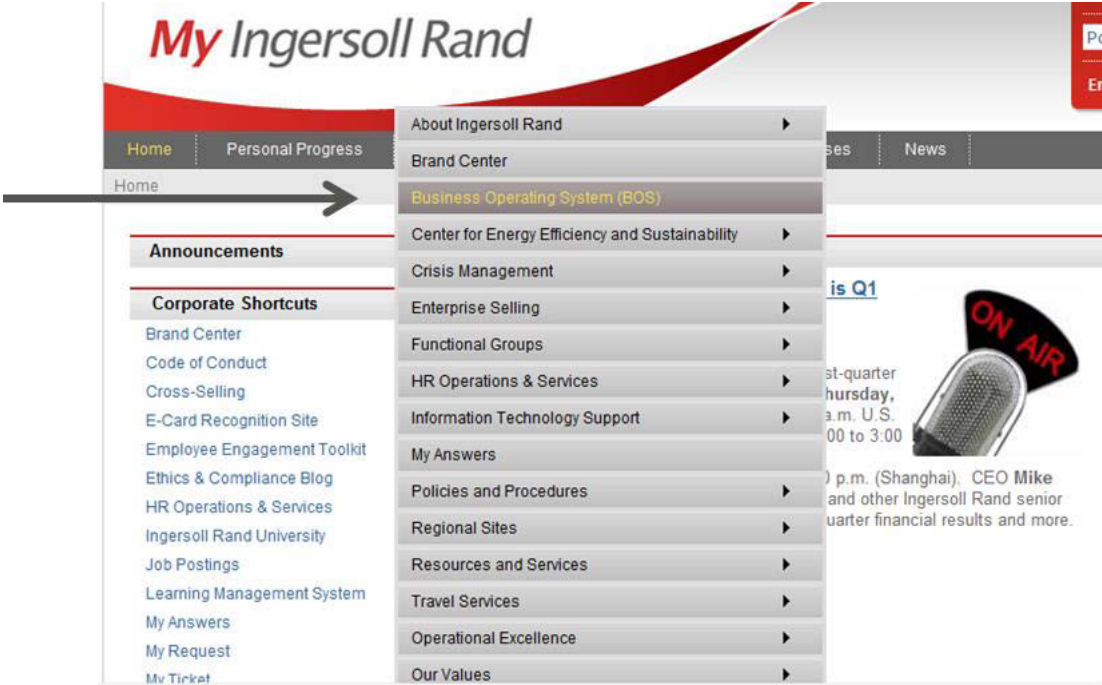 My Ingersoll Rand
Home
Personal Progress
News
Home
About Ingersoll Rand
Brand Center
Business Operating System (BOS)
Center for Energy Efficiency and Sustainability
Crisis Management
Enterprise Selling
Functional Groups
HR Operations & Services
Information Technology Support
My Answers
Policies and Procedures
Regional Sites
Resources and Services
Travel Services
Operational Excellence
Our Values
Announcements
Corporate Shortcuts
Brand Center
Code of Conduct
Cross-Selling
E-Card Recognition Site
Employee Engagement Toolkit
Ethics & Compliance Blog
HR Operations & Services
Ingersoll Rand University
Job Postings
Learning Management System
My Answers
My Request
My Ticket
is Q1
ON AIR
st-quarter
hursday,
a.m. U.S.
00 to 3:00
p.m. (Shanghai). CEO Mike
and other Ingersoll Rand senior
uarter financial results and more.